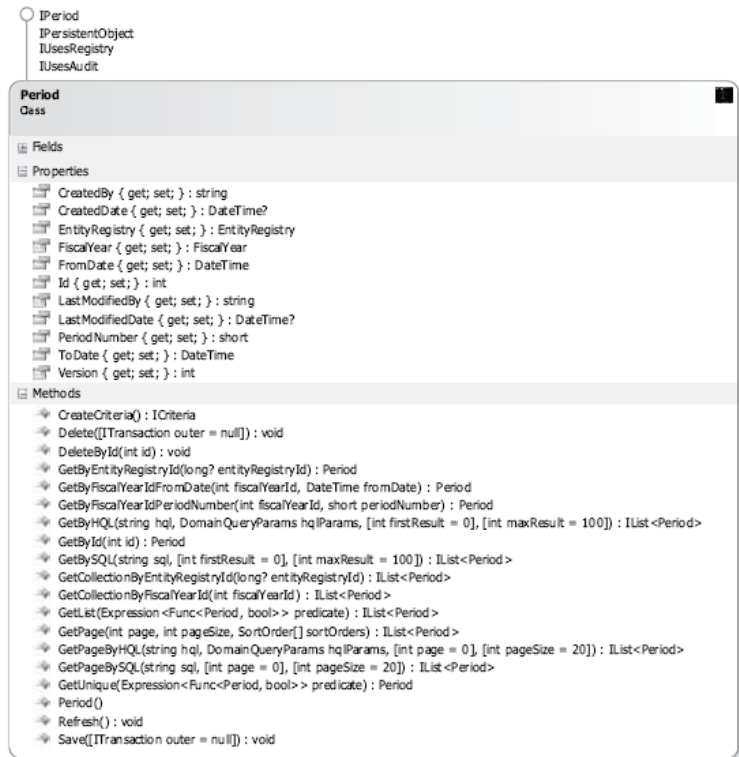 IPeriod
IPersistentObject
IUsesRegistry
IUsesAudit
Period
Class
Fields
Properties
CreatedBy { get; set; } : string
CreatedDate { get; set; } : DateTime?
EntityRegistry { get; set; } : EntityRegistry
FiscalYear { get; set; } : FiscalYear
FromDate { get; set; } : DateTime
Id { get; set; } : int
LastModifiedBy { get; set; } : string
LastModifiedDate { get; set; } : DateTime?
PeriodNumber { get; set; } : short
ToDate { get; set; } : DateTime
Version { get; set; } : int
Methods
CreateCriteria() : ICriteria
Delete([ITransaction outer = null]) : void
DeleteById(int id) : void
GetByEntityRegistryId(long? entityRegistryId) : Period
GetByFiscalYearIdFromDate(int fiscalYearId, DateTime fromDate) : Period
GetByFiscalYearIdPeriodNumber(int fiscalYearId, short periodNumber) : Period
GetByHQL(string hql, DomainQueryParams hqlParams, [int firstResult = 0], [int maxResult = 100]) : IList<Period>
GetById(int id) : Period
GetBySQL(string sql, [int firstResult = 0], [int maxResult = 100]) : IList<Period>
GetCollectionByEntityRegistryId(long? entityRegistryId) : IList<Period>
GetCollectionByFiscalYearId(int fiscalYearId) : IList<Period>
GetList(Expression<Func<Period, bool>> predicate) : IList<Period>
GetPage(int page, int pageSize, SortOrder[] sortOrders) : IList<Period>
GetPageByHQL(string hql, DomainQueryParams hqlParams, [int page = 0], [int pageSize = 20]) : IList<Period>
GetPageBySQL(string sql, [int page = 0], [int pageSize = 20]) : IList<Period>
GetUnique(Expression<Func<Period, bool>> predicate) : Period
Period()
Refresh() : void
Save([ITransaction outer = null]) : void